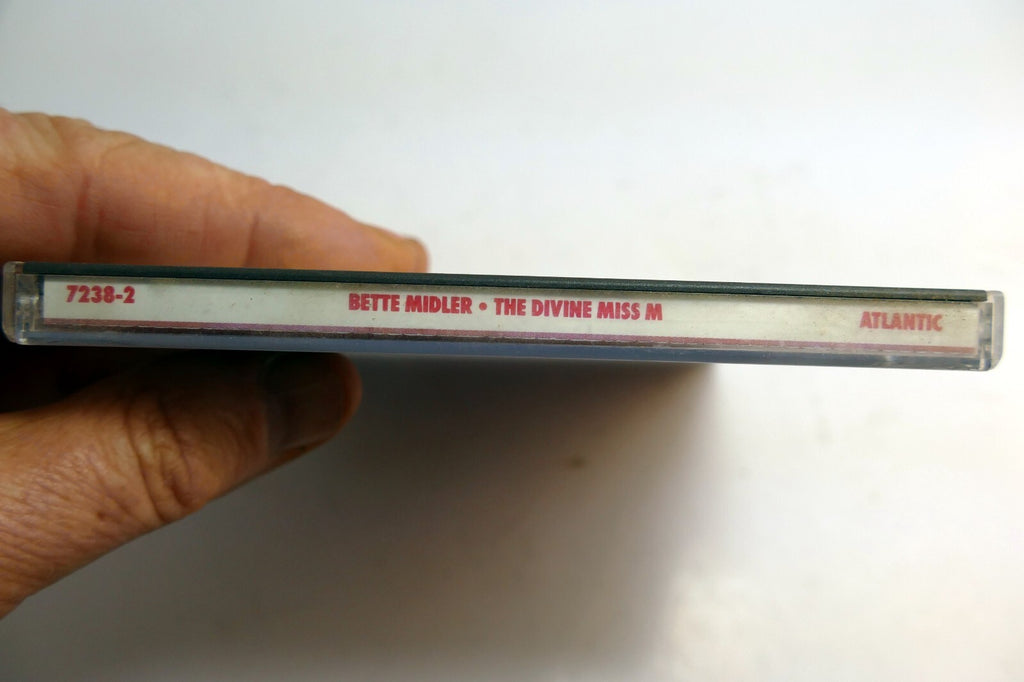 7238-2 BETTE MIDLER • THE DIVINE MISS M ATLANTIC